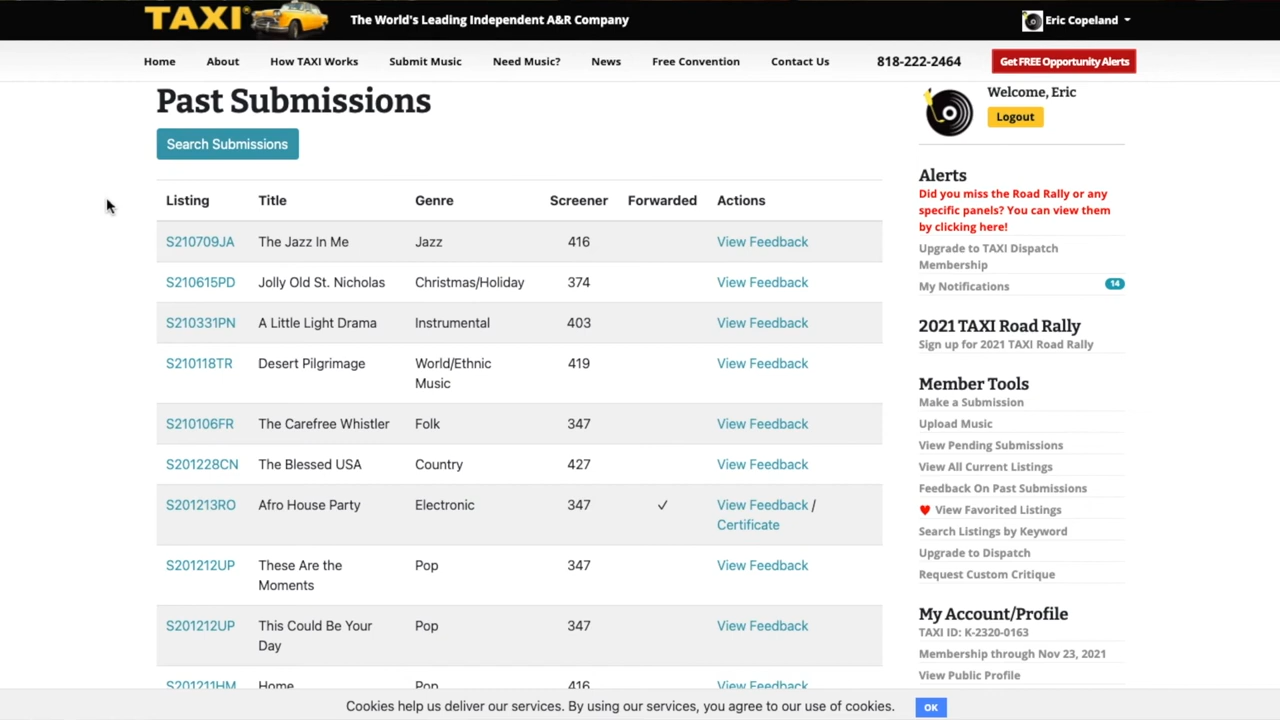 TAXI® The World's Leading Independent A&R Company Eric Copeland
Home About How TAXI Works Submit Music Need Music? News Free Convention Contact Us 818-222-2464 Get FREE Opportunity Alerts
Past Submissions
Search Submissions
Listing Title Genre Screener Forwarded Actions
S210709JA The Jazz In Me Jazz 416 View Feedback
S210615PD Jolly Old St. Nicholas Christmas/Holiday 374 View Feedback
S210331PN A Little Light Drama Instrumental 403 View Feedback
S210118TR Desert Pilgrimage World/Ethnic 419 View Feedback
Music
S210106FR The Carefree Whistler Folk 347 View Feedback
S201228CN The Blessed USA Country 427 View Feedback
S201213RO Afro House Party Electronic 347 ✓ View Feedback /
Certificate
S201212UP These Are the Pop 347 View Feedback
Moments
S201212UP This Could Be Your Pop 347 View Feedback
Day
S201211HM Home Pop 416 View Feedback
Welcome, Eric
Logout
Alerts
Did you miss the Road Rally or any
specific panels? You can view them
by clicking here!
Upgrade to TAXI Dispatch
Membership
My Notifications 14
2021 TAXI Road Rally
Sign up for 2021 TAXI Road Rally
Member Tools
Make a Submission
Upload Music
View Pending Submissions
View All Current Listings
Feedback On Past Submissions
View Favorited Listings
Search Listings by Keyword
Upgrade to Dispatch
Request Custom Critique
My Account/Profile
TAXI ID: K-2320-0163
Membership through Nov 23, 2021
View Public Profile
Cookies help us deliver our services. By using our services, you agree to our use of cookies. OK